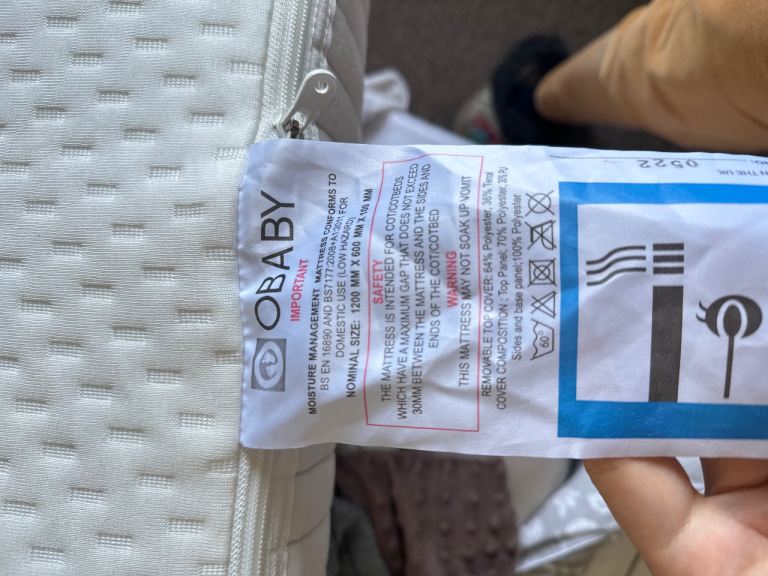 OBABY
IMPORTANT
MOISTURE MANAGEMENT MATTRESS CONFORMS TO
BS EN 16890 AND BS7177:2008+A1:2011 FOR
DOMESTIC USE (LOW HAZARD)
NOMINAL SIZE: 1200 MM X 600 MM X 100 MM
SAFETY
THE MATTRESS IS INTENDED FOR COT/COTBEDS
WHICH HAVE A MAXIMUM GAP THAT DOES NOT EXCEED
30MM BETWEEN THE MATTRESS AND THE SIDES AND
ENDS OF THE COT/COTBED
WARNING
THIS MATTRESS MAY NOT SOAK UP VOMIT
REMOVABLE TOP COVER: 64% Polyester, 36% Tencel
COVER COMPOSITION : Top Panel, 70% Polyester, 30% PU
Sides and base panel:100% Polyester
60°
IN THE UK
0522